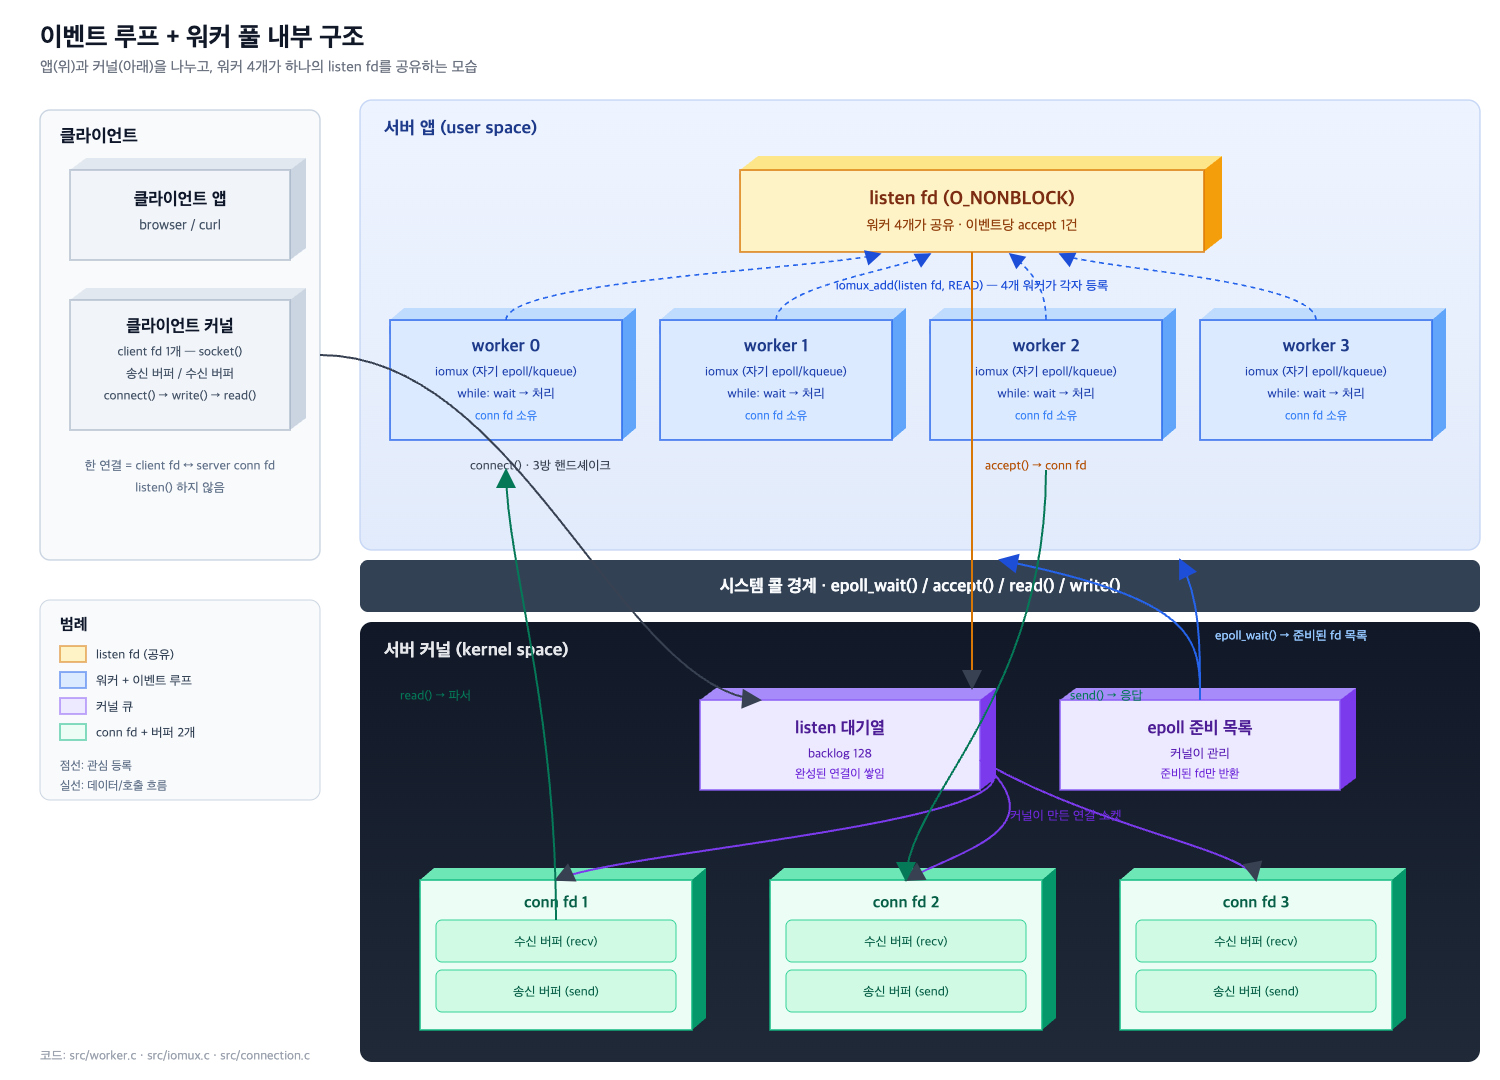 이벤트 루프 + 워커 풀 내부 구조
앱(위)과 커널(아래)을 나누고, 워커 4개가 하나의 listen fd를 공유하는 모습
클라이언트
클라이언트 앱
browser / curl
클라이언트 커널
client fd 1개 — socket()
송신 버퍼 / 수신 버퍼
connect() → write() → read()
한 연결 = client fd ↔ server conn fd
listen() 하지 않음
범례
listen fd (공유)
워커 + 이벤트 루프
커널 큐
conn fd + 버퍼 2개
점선: 관심 등록
실선: 데이터/호출 흐름
서버 앱 (user space)
listen fd (O_NONBLOCK)
워커 4개가 공유 · 이벤트당 accept 1건
iomux_add(listen fd, READ) — 4개 워커가 각자 등록
worker 0
iomux (자기 epoll/kqueue)
while: wait → 처리
conn fd 소유
worker 1
iomux (자기 epoll/kqueue)
while: wait → 처리
conn fd 소유
worker 2
iomux (자기 epoll/kqueue)
while: wait → 처리
conn fd 소유
worker 3
iomux (자기 epoll/kqueue)
while: wait → 처리
conn fd 소유
connect() · 3방 핸드셰이크
accept() → conn fd
시스템 콜 경계 · epoll_wait() / accept() / read() / write()
서버 커널 (kernel space)
epoll_wait() → 준비된 fd 목록
read() → 파서
send() → 응답
listen 대기열
backlog 128
완성된 연결이 쌓임
epoll 준비 목록
커널이 관리
준비된 fd만 반환
커널이 만든 연결 소켓
conn fd 1
수신 버퍼 (recv)
송신 버퍼 (send)
conn fd 2
수신 버퍼 (recv)
송신 버퍼 (send)
conn fd 3
수신 버퍼 (recv)
송신 버퍼 (send)
코드: src/worker.c · src/iomux.c · src/connection.c